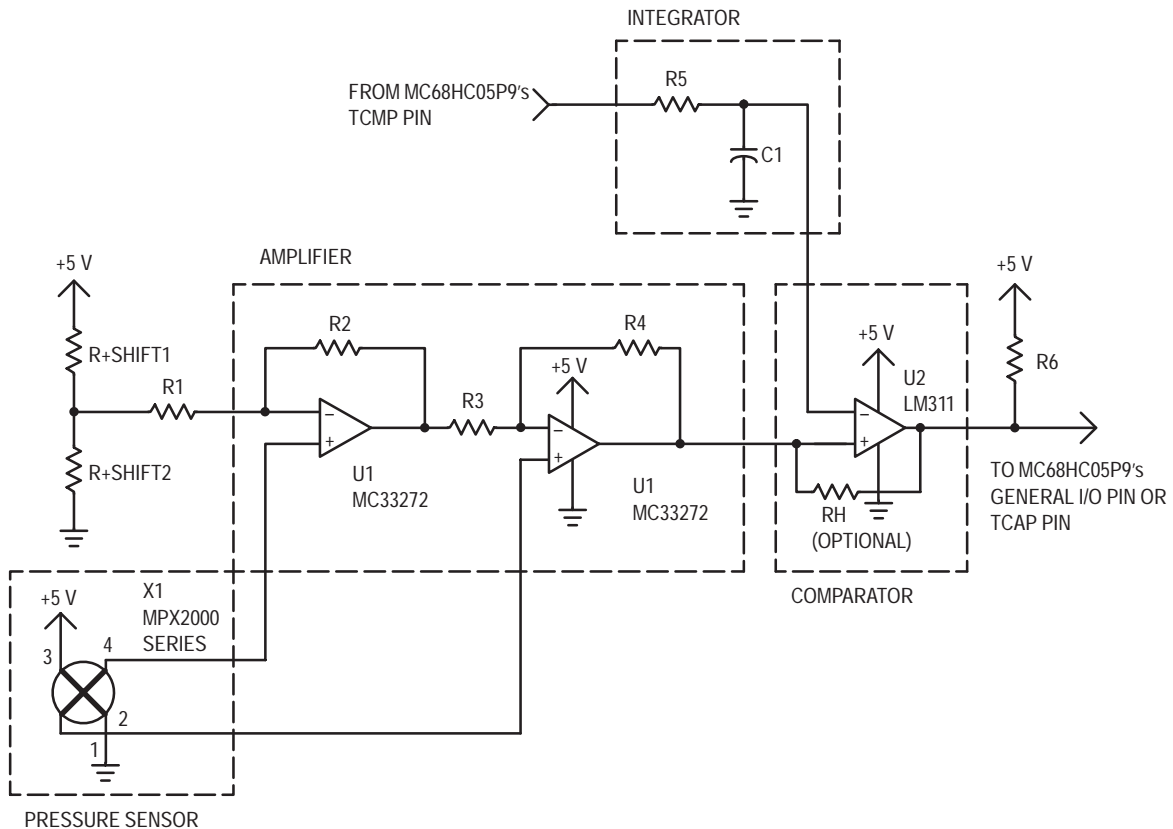 INTEGRATOR
FROM MC68HC05P9's
TCMP PIN
R5
C1
+5 V
R+SHIFT1
R+SHIFT2
R1
AMPLIFIER
R2
U1
MC33272
R3
R4
+5 V
U1
MC33272
+5 V
U2
LM311
RH
(OPTIONAL)
COMPARATOR
+5 V
R6
TO MC68HC05P9's
GENERAL I/O PIN OR
TCAP PIN
+5 V
X1
MPX2000
SERIES
3
4
2
1
PRESSURE SENSOR
−
+
−
+
−
+